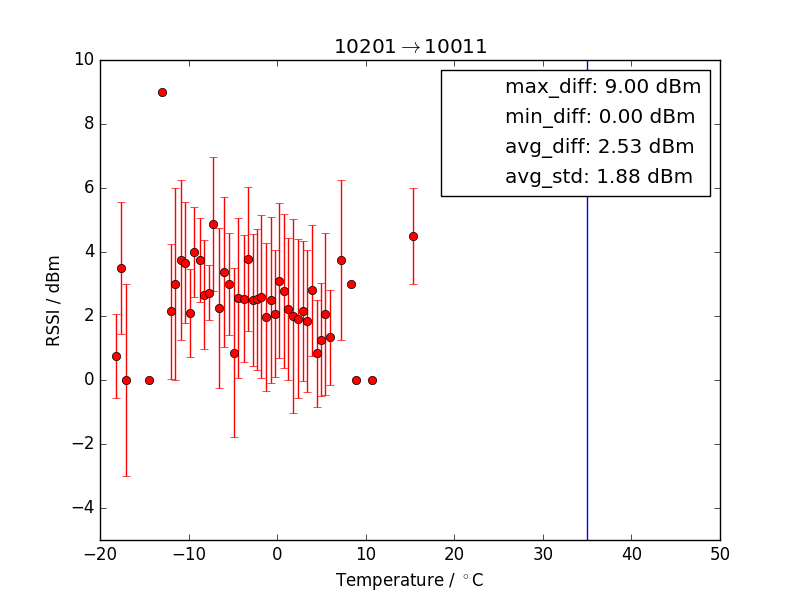 10201→10011
max_diff: 9.00 dBm
min_diff: 0.00 dBm
avg_diff: 2.53 dBm
avg_std: 1.88 dBm
RSSI / dBm
10
8
6
4
2
0
−2
−4
−20 −10 0 10 20 30 40 50
Temperature / °C